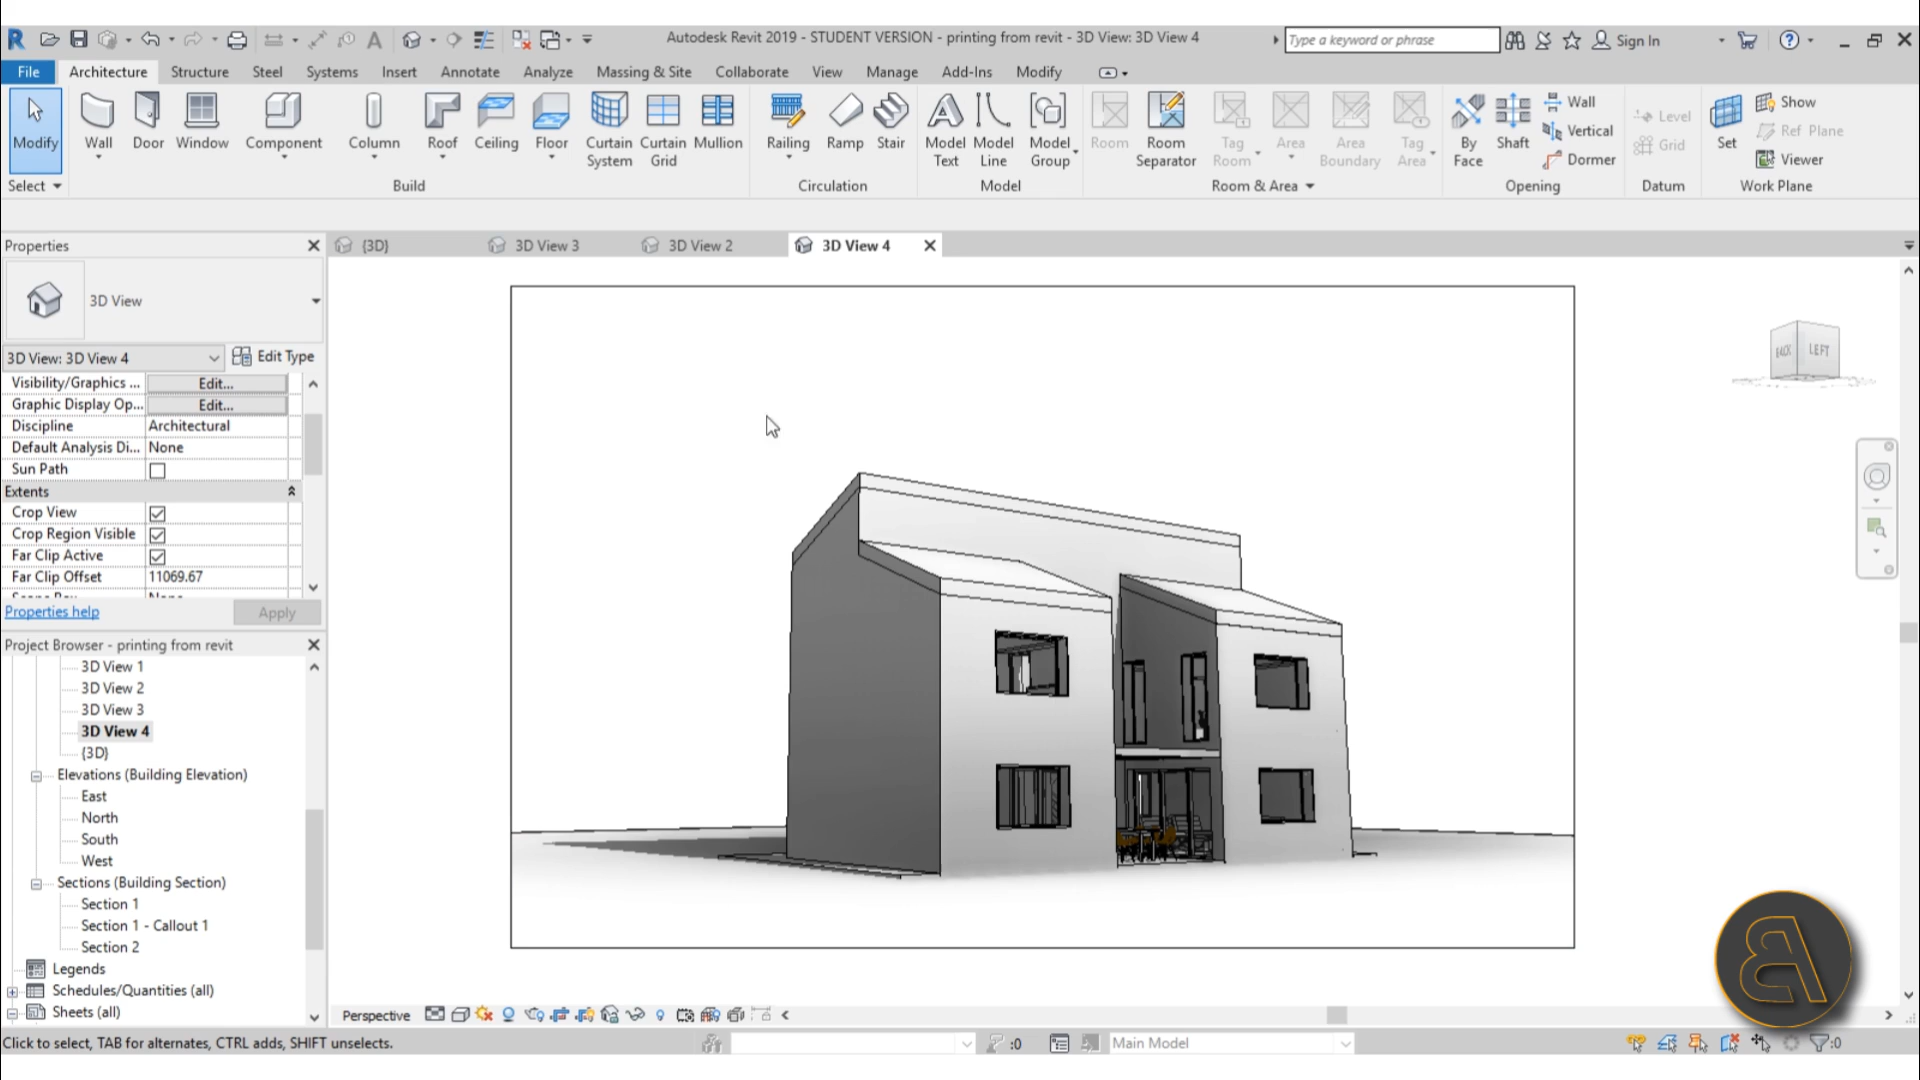 Autodesk Revit 2019 - STUDENT VERSION - printing from revit - 3D View: 3D View 4
Type a keyword or phrase
Sign In
File Architecture Structure Steel Systems Insert Annotate Analyze Massing & Site Collaborate View Manage Add-Ins Modify
Modify
Wall
Door
Window
Component
Column
Roof
Ceiling
Floor
Curtain System
Curtain Grid
Mullion
Railing
Ramp
Stair
Model Text
Model Line
Model Group
Room
Room Separator
Tag Room
Area
Area Boundary
Tag Area
By Face
Shaft
Wall
Vertical
Dormer
Level
Grid
Set
Show
Ref Plane
Viewer
Select
Build
Circulation
Model
Room & Area
Opening
Datum
Work Plane
Properties
{3D}
3D View 3
3D View 2
3D View 4
3D View
3D View: 3D View 4
Edit Type
Visibility/Graphics ... Edit...
Graphic Display Op... Edit...
Discipline Architectural
Default Analysis Di... None
Sun Path
Extents
Crop View
Crop Region Visible
Far Clip Active
Far Clip Offset 11069.67
Properties help
Apply
Project Browser - printing from revit
3D View 1
3D View 2
3D View 3
3D View 4
{3D}
Elevations (Building Elevation)
East
North
South
West
Sections (Building Section)
Section 1
Section 1 - Callout 1
Section 2
Legends
Schedules/Quantities (all)
Sheets (all)
BACK
LEFT
Perspective
Click to select, TAB for alternates, CTRL adds, SHIFT unselects.
:0
Main Model
:0